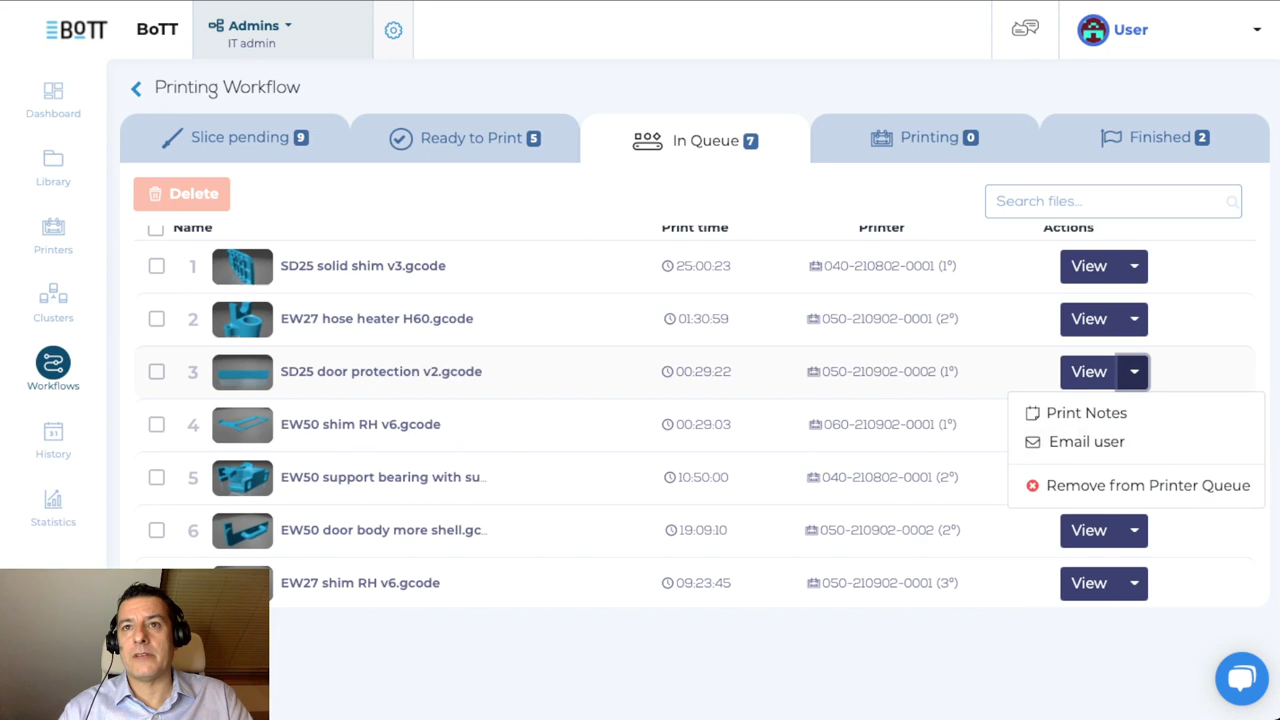 BOTT
BoTT
Admins
IT admin
User
Dashboard
Library
Printers
Clusters
Workflows
History
31
Statistics
Printing Workflow
Slice pending 9
Ready to Print 5
In Queue 7
Printing 0
Finished 2
Delete
Search files...
Name Print time Printer Actions
1 SD25 solid shim v3.gcode 25:00:23 040-210802-0001 (1º) View
2 EW27 hose heater H60.gcode 01:30:59 050-210902-0001 (2º) View
3 SD25 door protection v2.gcode 00:29:22 050-210902-0002 (1º) View
4 EW50 shim RH v6.gcode 00:29:03 060-210902-0001 (1º)
5 EW50 support bearing with su... 10:50:00 040-210802-0001 (2º)
6 EW50 door body more shell.gc... 19:09:10 050-210902-0002 (2º) View
EW27 shim RH v6.gcode 09:23:45 050-210902-0001 (3º) View
Print Notes
Email user
Remove from Printer Queue